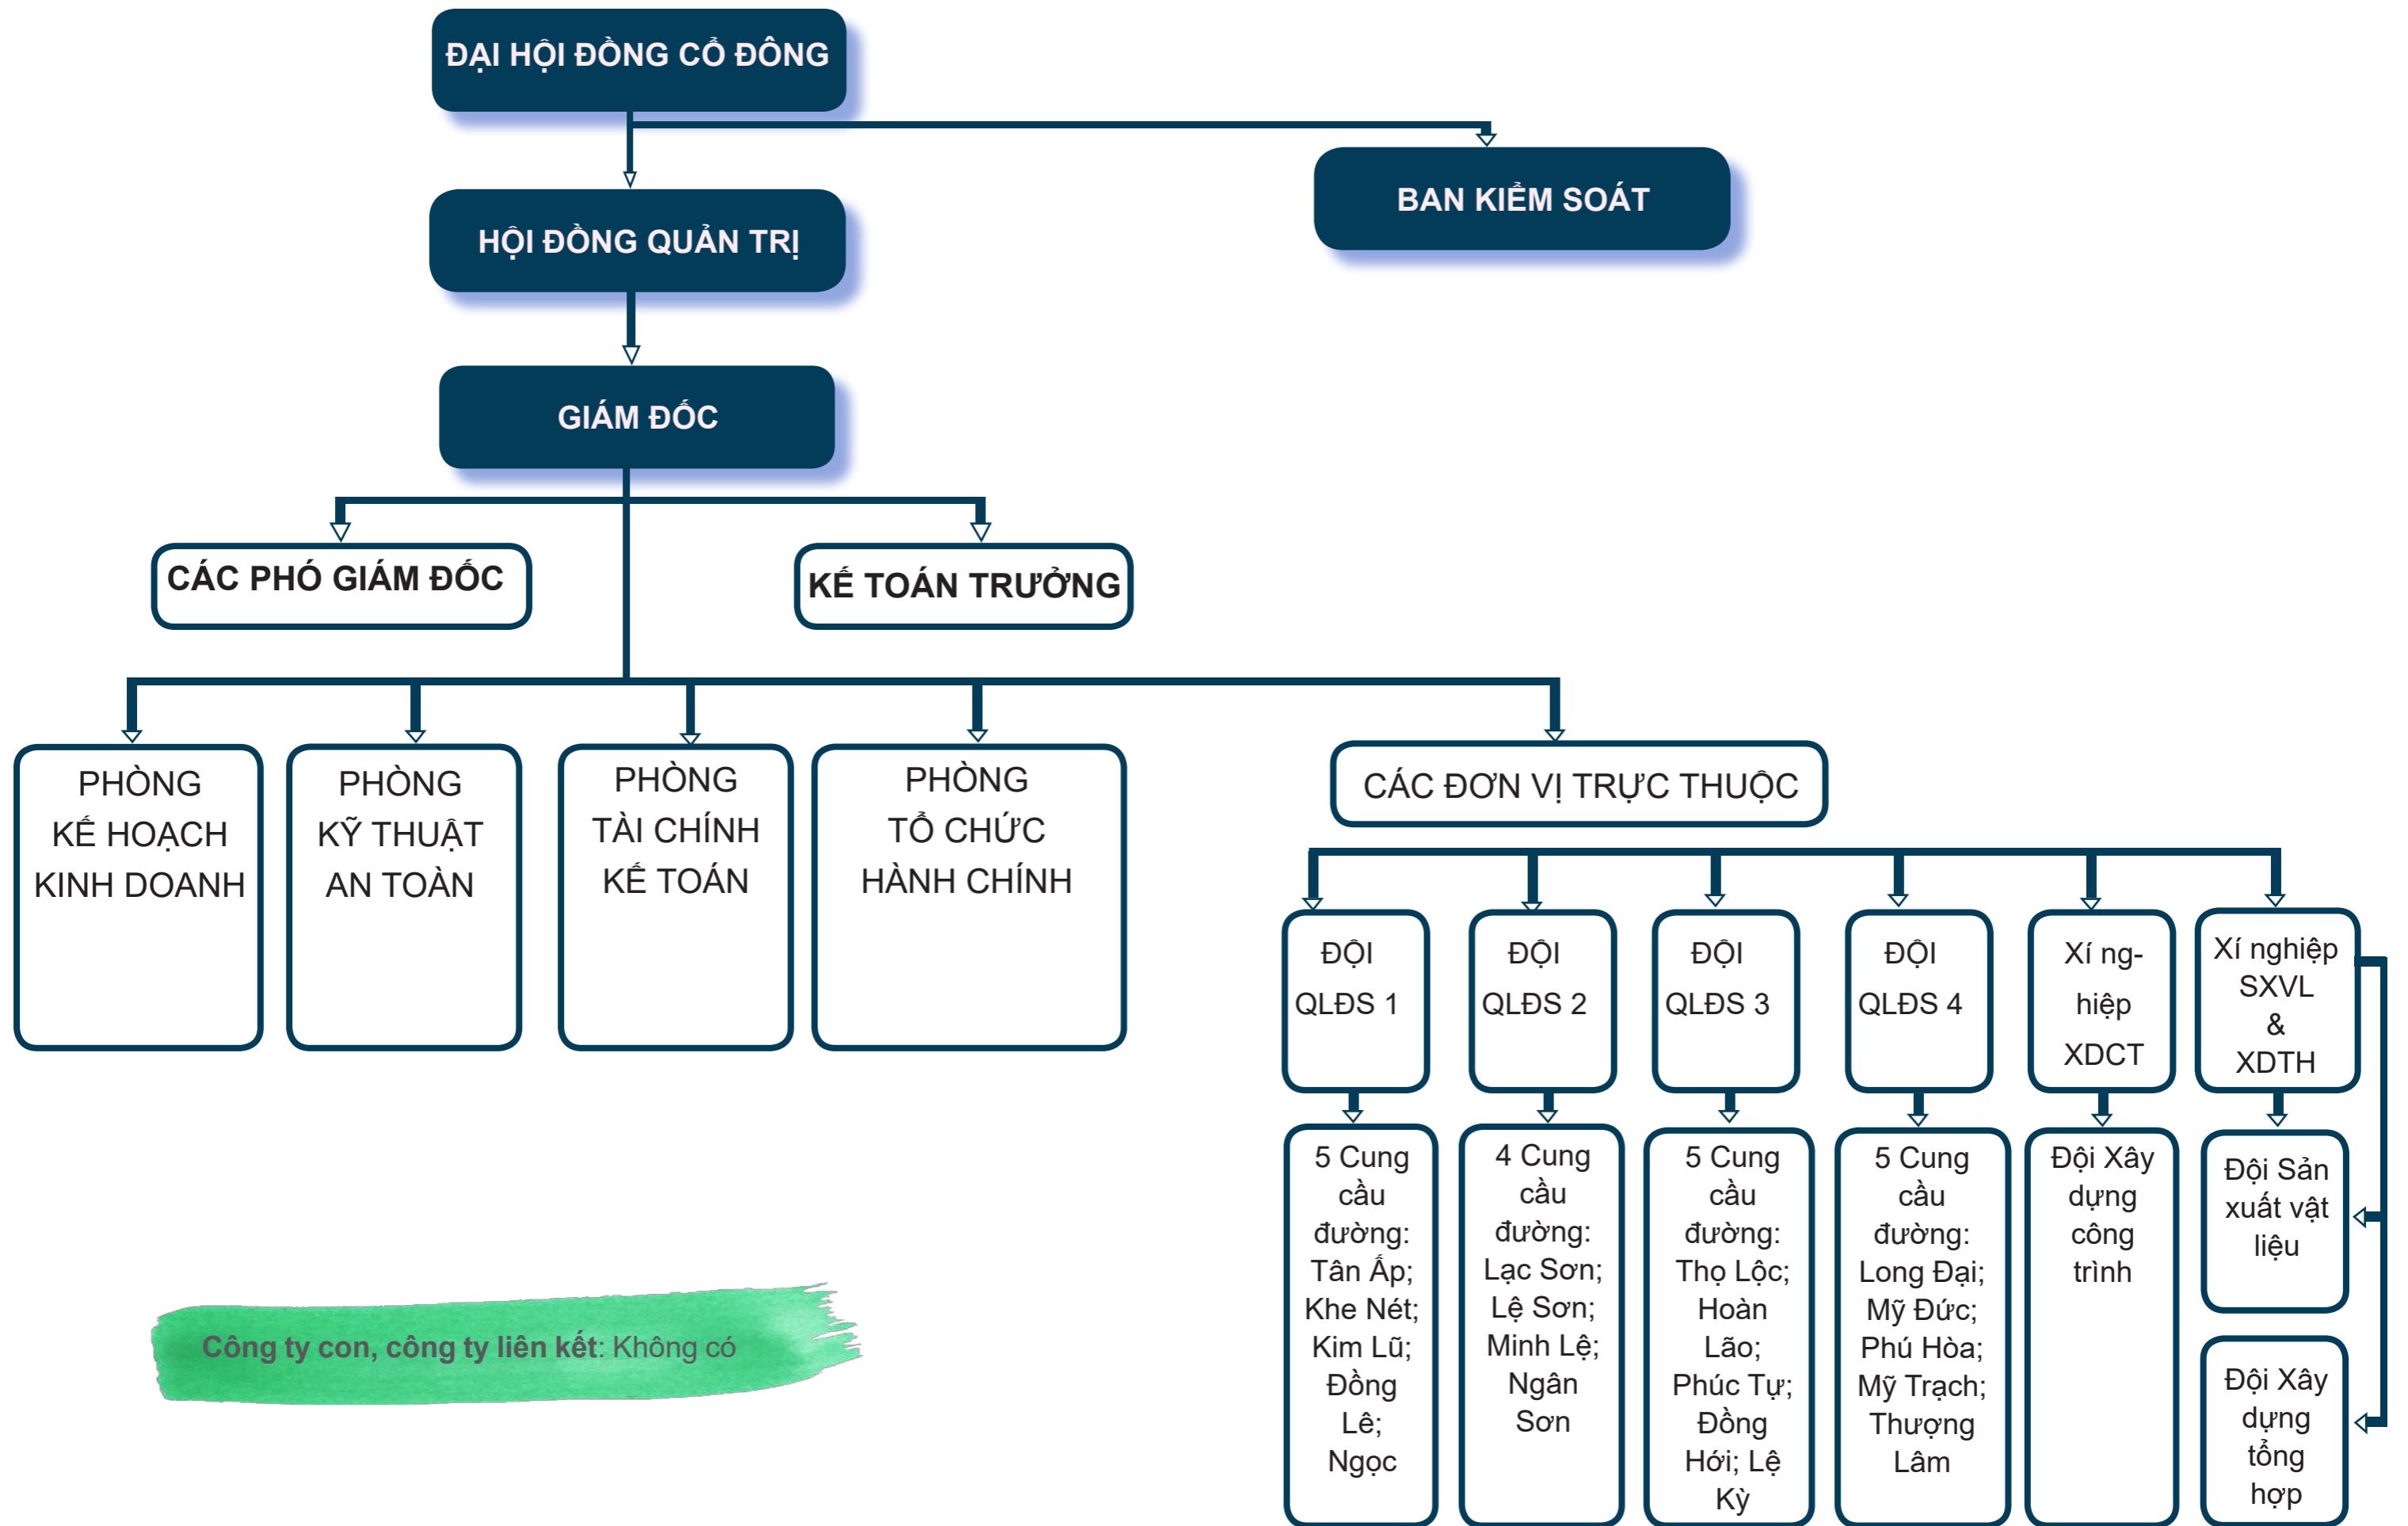 ĐẠI HỘI ĐỒNG CỔ ĐÔNG
BAN KIỂM SOÁT
HỘI ĐỒNG QUẢN TRỊ
GIÁM ĐỐC
CÁC PHÓ GIÁM ĐỐC
KẾ TOÁN TRƯỞNG
PHÒNG
KẾ HOẠCH
KINH DOANH
PHÒNG
KỸ THUẬT
AN TOÀN
PHÒNG
TÀI CHÍNH
KẾ TOÁN
PHÒNG
TỔ CHỨC
HÀNH CHÍNH
CÁC ĐƠN VỊ TRỰC THUỘC
ĐỘI
QLĐS 1
ĐỘI
QLĐS 2
ĐỘI
QLĐS 3
ĐỘI
QLĐS 4
Xí ng-
hiệp
XDCT
Xí nghiệp
SXVL
&
XDTH
5 Cung
cầu
đường:
Tân Ấp;
Khe Nét;
Kim Lũ;
Đồng
Lê;
Ngọc
4 Cung
cầu
đường:
Lạc Sơn;
Lệ Sơn;
Minh Lệ;
Ngân
Sơn
5 Cung
cầu
đường:
Thọ Lộc;
Hoàn
Lão;
Phúc Tự;
Đồng
Hới; Lệ
Kỳ
5 Cung
cầu
đường:
Long Đại;
Mỹ Đức;
Phú Hòa;
Mỹ Trạch;
Thượng
Lâm
Đội Xây
dựng
công
trình
Đội Sản
xuất vật
liệu
Đội Xây
dựng
tổng
hợp
Công ty con, công ty liên kết: Không có